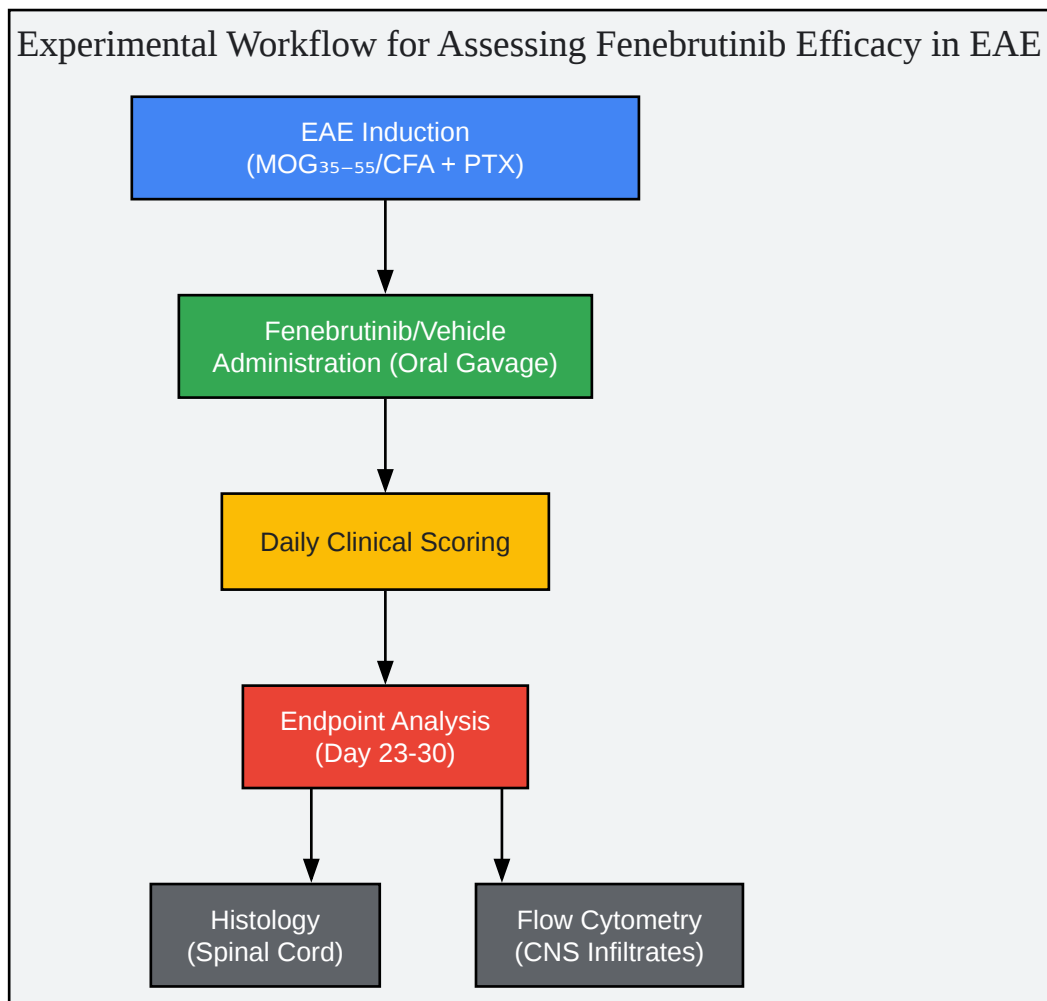 Experimental Workflow for Assessing Fenebrutinib Efficacy in EAE
EAE Induction
(MOG₃₅₋₅₅/CFA + PTX)
Fenebrutinib/Vehicle
Administration (Oral Gavage)
Daily Clinical Scoring
Endpoint Analysis
(Day 23-30)
Histology
(Spinal Cord)
Flow Cytometry
(CNS Infiltrates)